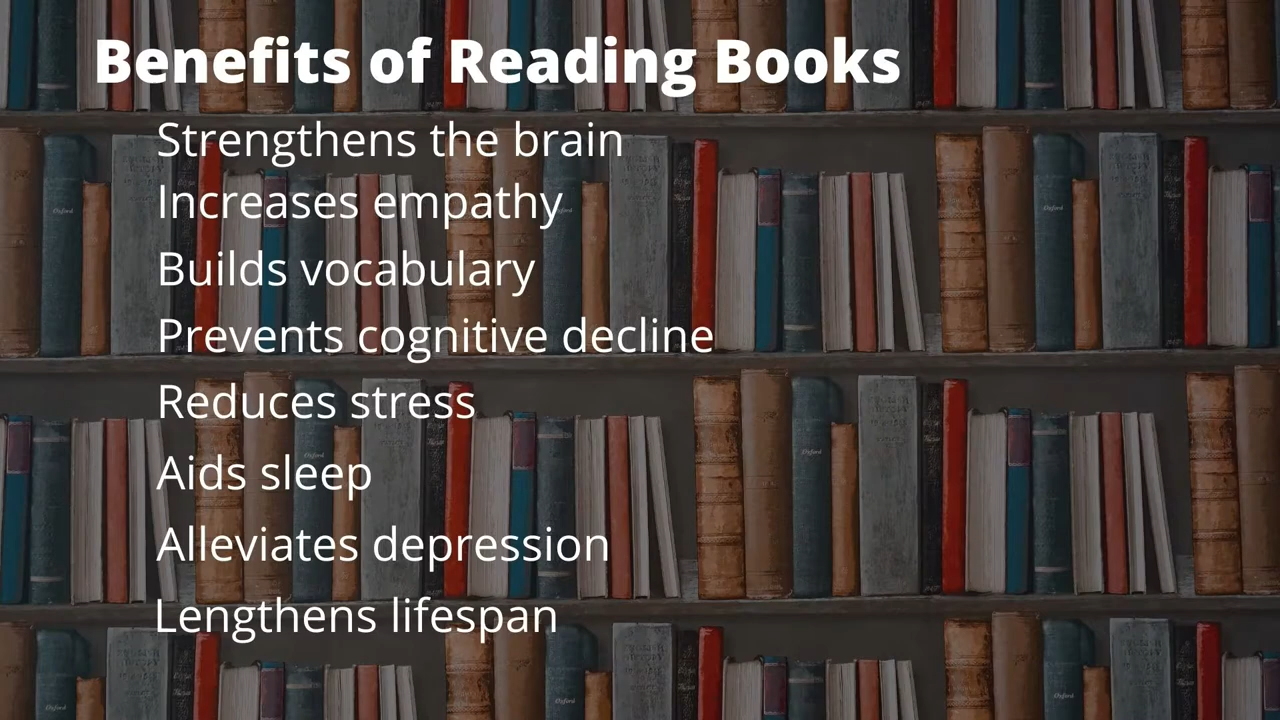 Benefits of Reading Books
Strengthens the brain
Increases empathy
Builds vocabulary
Prevents cognitive decline
Reduces stress
Aids sleep
Alleviates depression
Lengthens lifespan